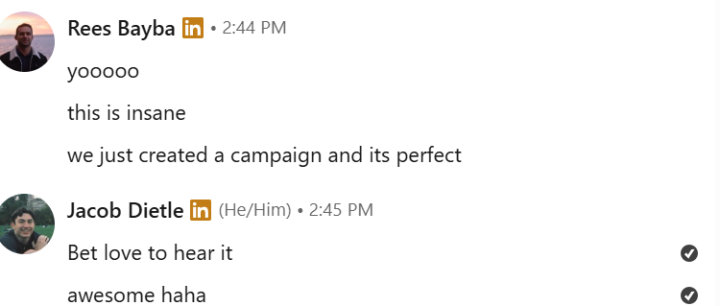 Rees Bayba in • 2:44 PM
yooooo
this is insane
we just created a campaign and its perfect
Jacob Dietle in (He/Him) • 2:45 PM
Bet love to hear it
awesome haha